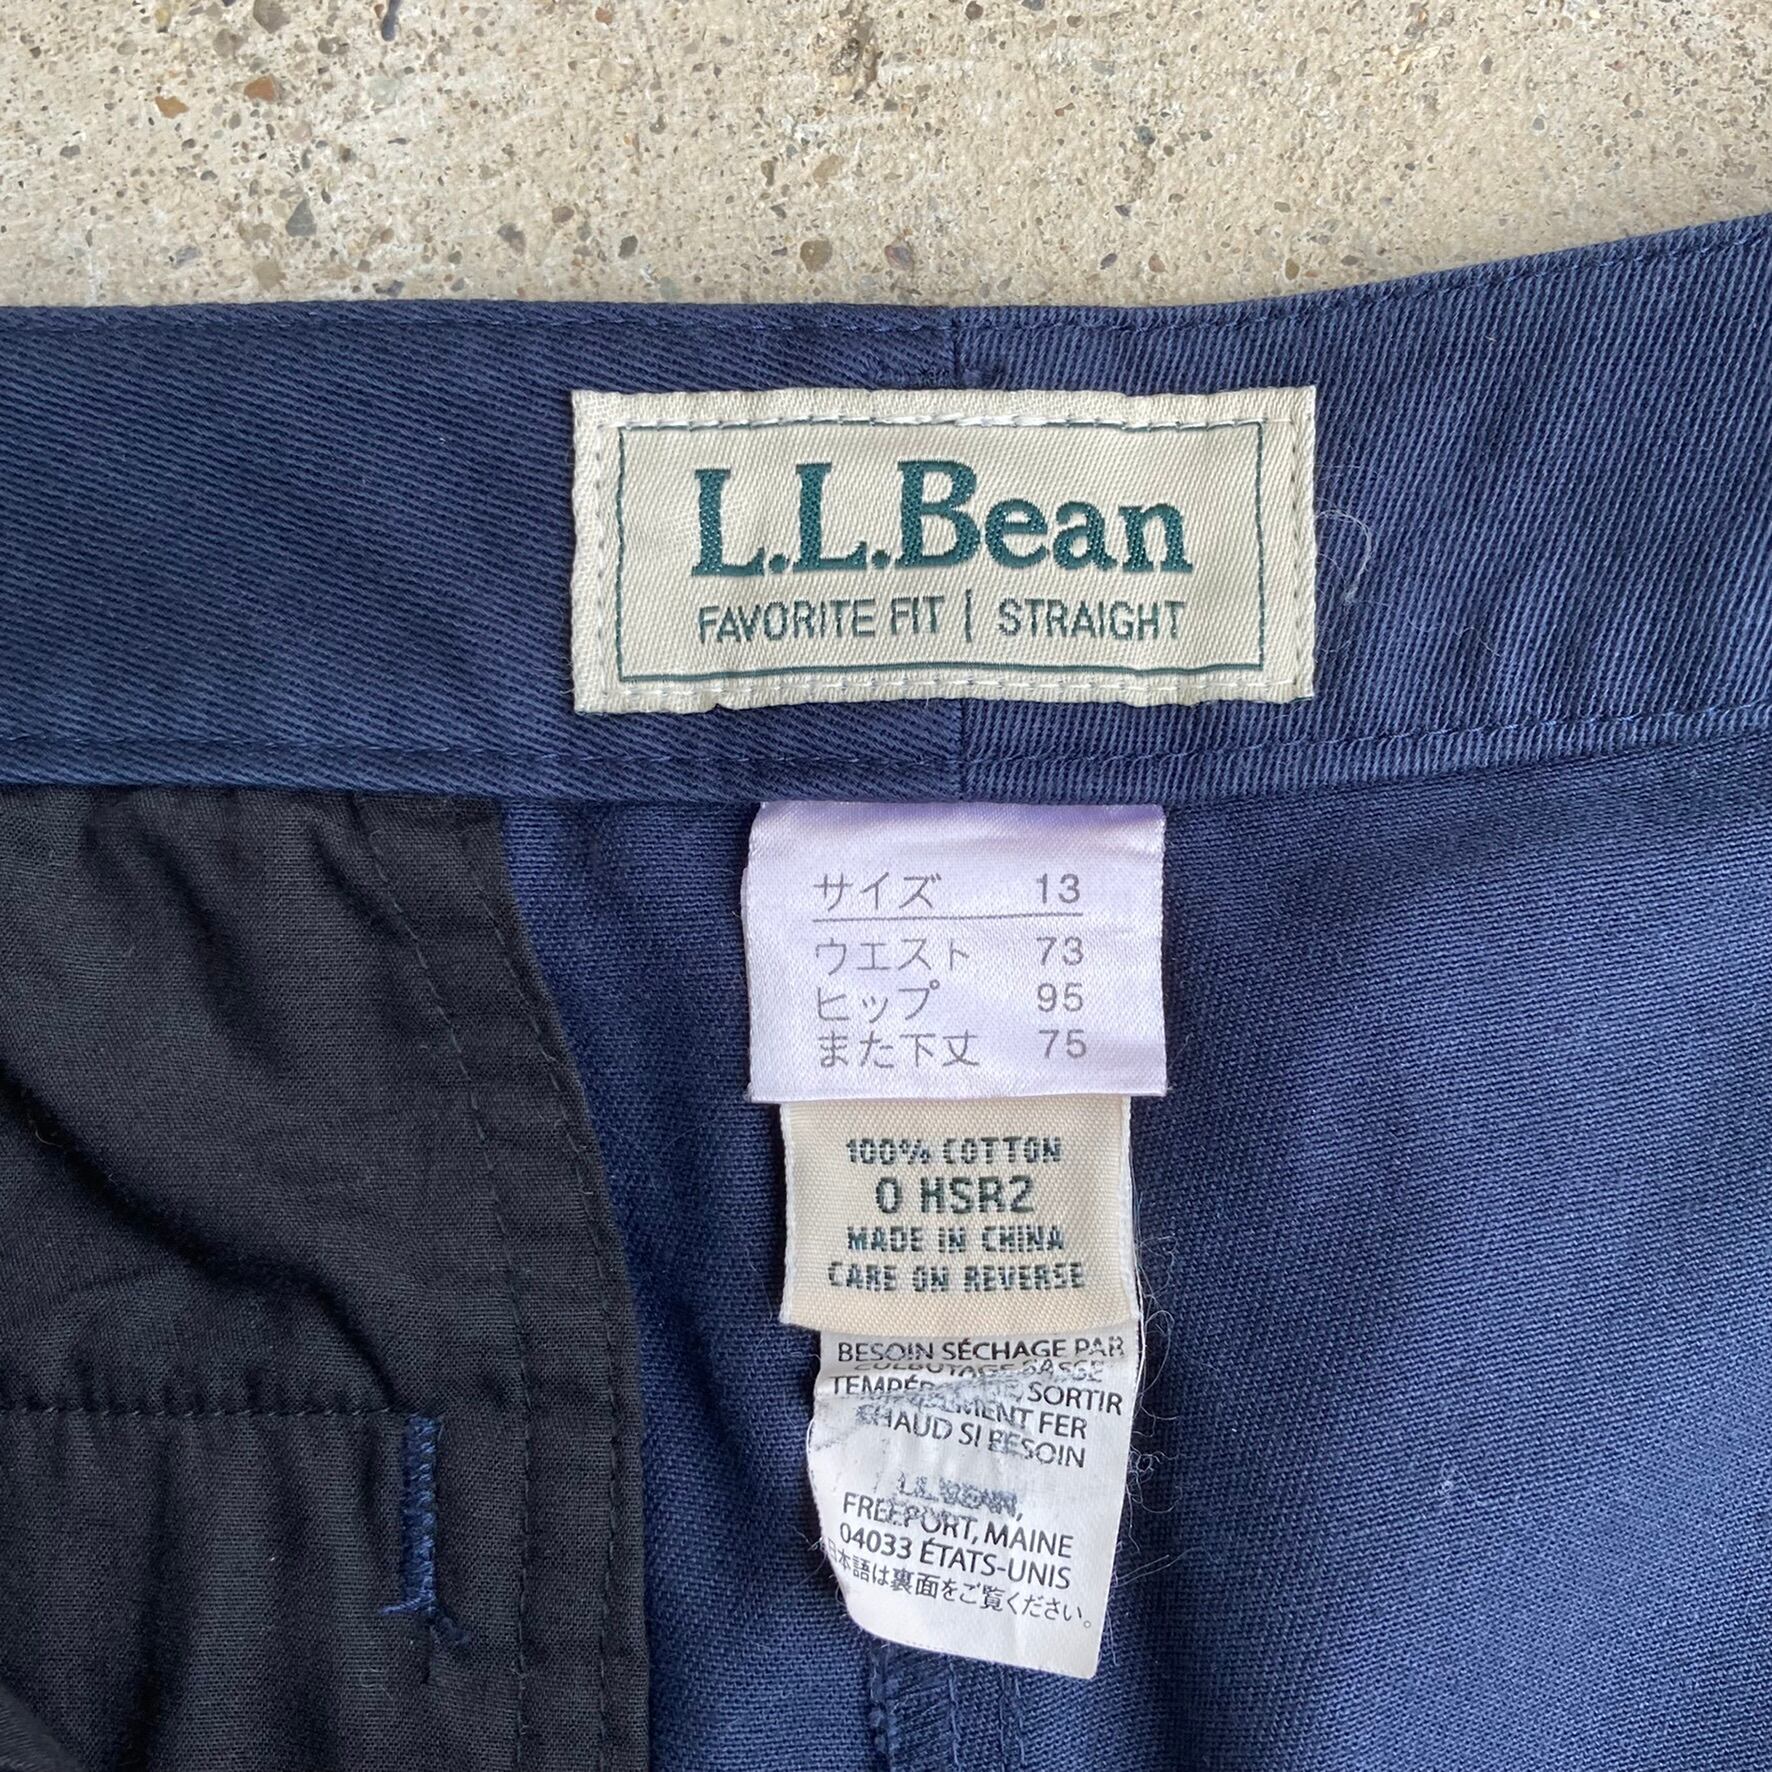 L.L.Bean
FAVORITE FIT | STRAIGHT
サイズ 13
ウエスト 73
ヒップ 95
また下丈 75
100% COTTON
0 HSR2
MADE IN CHINA
CARE ON REVERSE
BESOIN SÉCHAGE PAR
CULBUTAGE BASSE
SORTIR
FER
CHAUD SI BESOIN
FREEPORT, MAINE
04033 ÉTATS-UNIS
日本語は裏面をご覧ください。